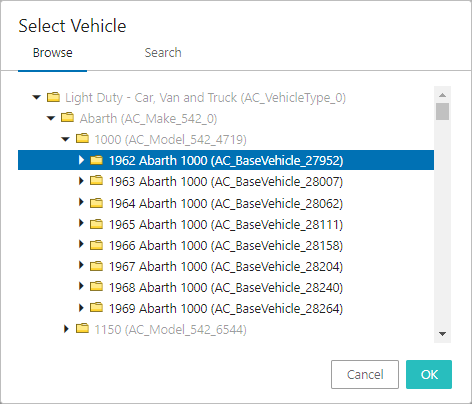 Select Vehicle
Browse Search
Light Duty - Car, Van and Truck (AC_VehicleType_0)
Abarth (AC_Make_542_0)
1000 (AC_Model_542_4719)
1962 Abarth 1000 (AC_BaseVehicle_27952)
1963 Abarth 1000 (AC_BaseVehicle_28007)
1964 Abarth 1000 (AC_BaseVehicle_28062)
1965 Abarth 1000 (AC_BaseVehicle_28111)
1966 Abarth 1000 (AC_BaseVehicle_28158)
1967 Abarth 1000 (AC_BaseVehicle_28204)
1968 Abarth 1000 (AC_BaseVehicle_28240)
1969 Abarth 1000 (AC_BaseVehicle_28264)
1150 (AC_Model_542_6544)
Cancel OK